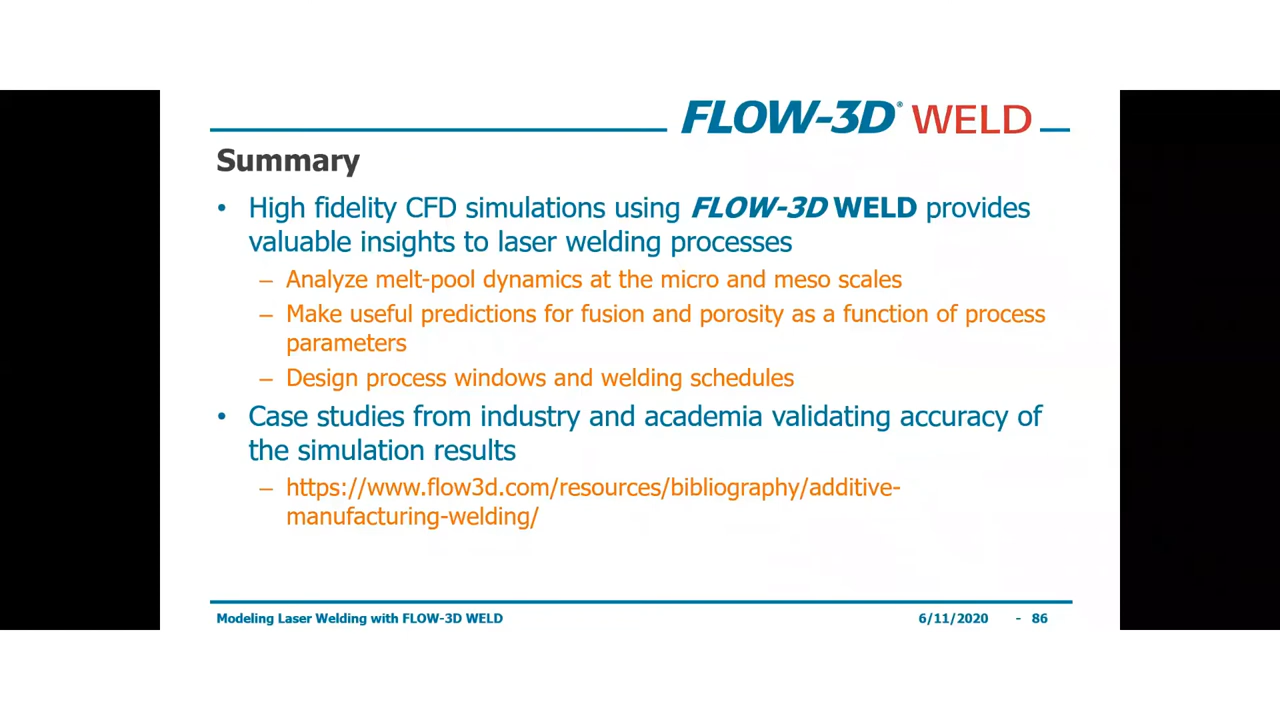 FLOW-3D® WELD
Summary
• High fidelity CFD simulations using FLOW-3D WELD provides
valuable insights to laser welding processes
– Analyze melt-pool dynamics at the micro and meso scales
– Make useful predictions for fusion and porosity as a function of process
parameters
– Design process windows and welding schedules
• Case studies from industry and academia validating accuracy of
the simulation results
– https://www.flow3d.com/resources/bibliography/additive-
manufacturing-welding/
Modeling Laser Welding with FLOW-3D WELD 6/11/2020 - 86